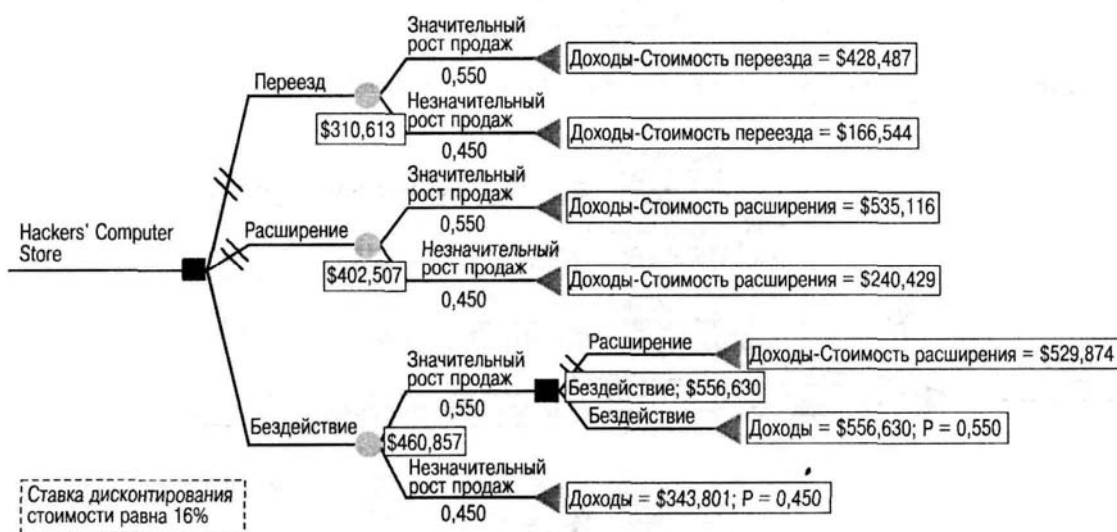 Значительный
рост продаж
0,550
Доходы-Стоимость переезда = $428,487
Переезд
$310,613
Незначительный
рост продаж
0,450
Доходы-Стоимость переезда = $166,544
Значительный
рост продаж
0,550
Доходы-Стоимость расширения = $535,116
Hackers' Computer
Store
Расширение
$402,507
Незначительный
рост продаж
0,450
Доходы-Стоимость расширения = $240,429
Расширение
Доходы-Стоимость расширения = $529,874
Значительный
рост продаж
0,550
Бездействие; $556,630
Бездействие
Доходы = $556,630; P = 0,550
Бездействие
$460,857
Незначительный
рост продаж
0,450
Доходы = $343,801; P = 0,450
Ставка дисконтирования
стоимости равна 16%